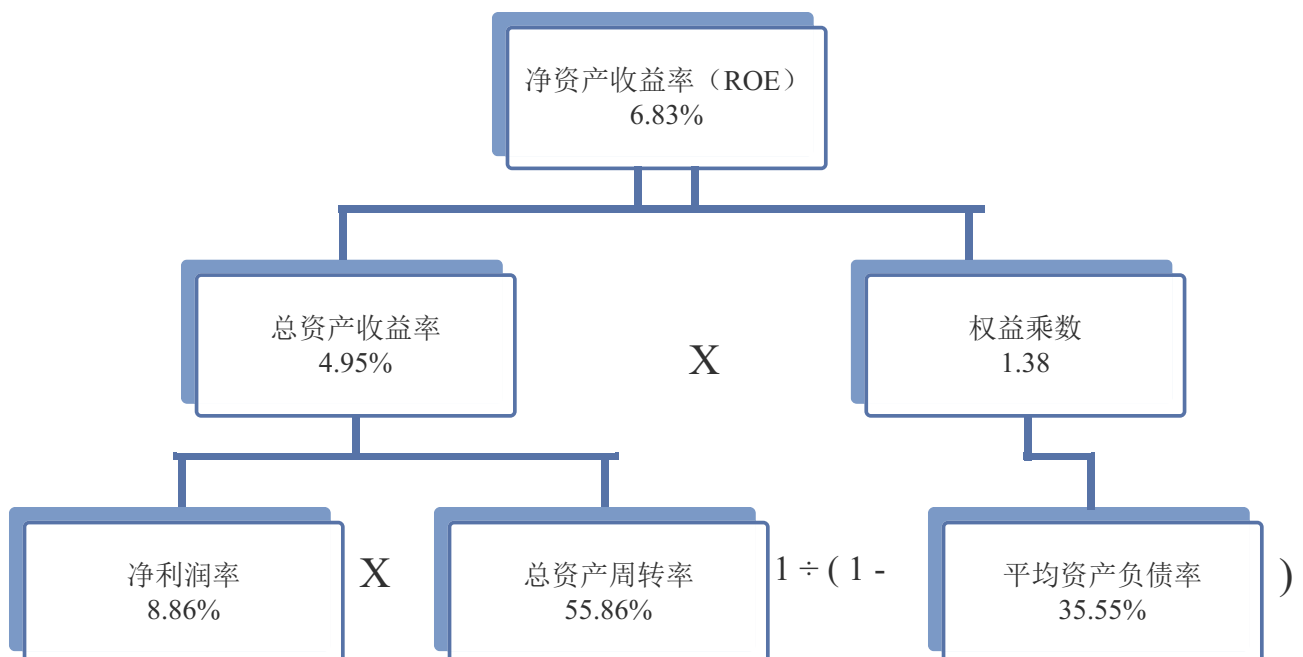 净资产收益率（ROE）
6.83%
总资产收益率
4.95%
X
权益乘数
1.38
净利润率
8.86%
X
总资产周转率
55.86%
1 ÷ ( 1 -
平均资产负债率
35.55%
)